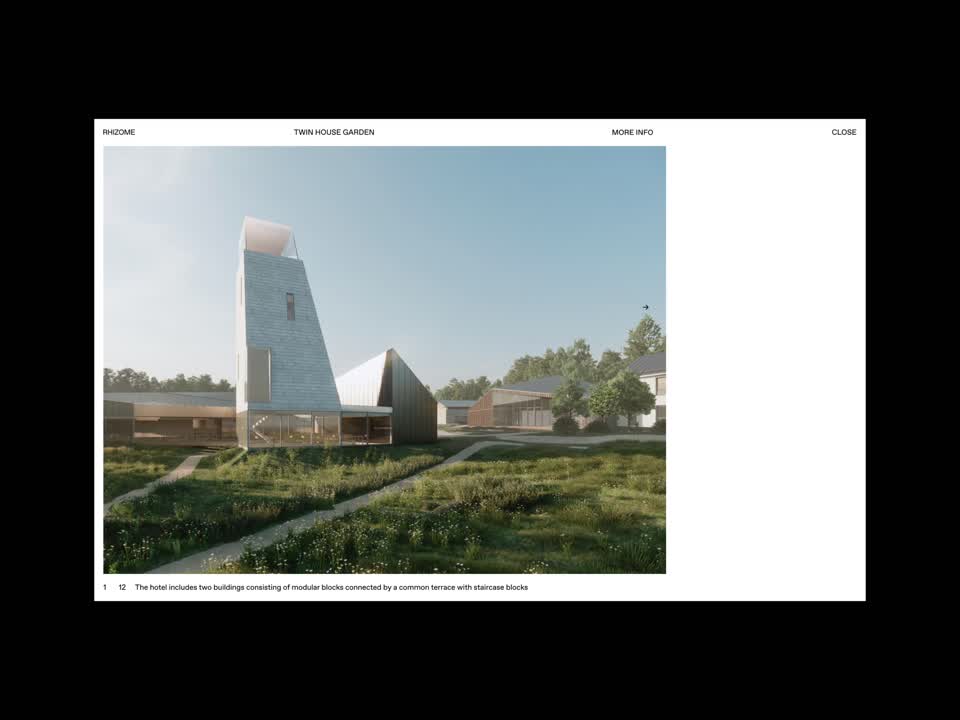 RHIZOME
TWIN HOUSE GARDEN
MORE INFO
CLOSE
1 12 The hotel includes two buildings consisting of modular blocks connected by a common terrace with staircase blocks